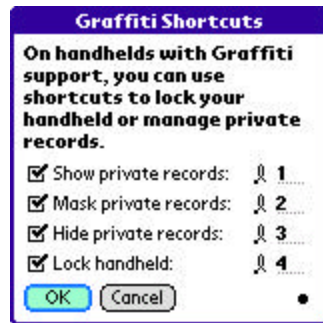 Graffiti Shortcuts
On handhelds with Graffiti
support, you can use
shortcuts to lock your
handheld or manage private
records.
Show private records: 1
Mask private records: 2
Hide private records: 3
Lock handheld: 4
OK Cancel